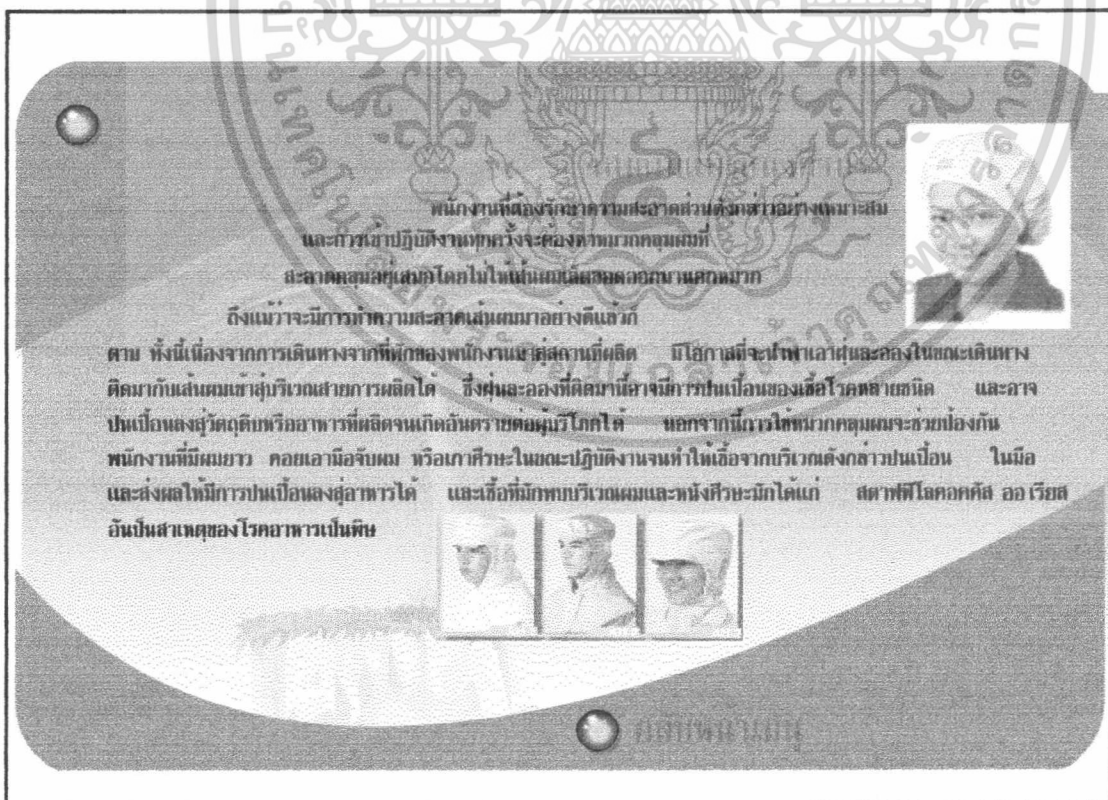 พนักงานที่ต้องรักษาความสะอาดส่วนดังกล่าวอย่างเหมาะสม
และการเข้าปฏิบัติงานทุกครั้งจะต้องคาหมวกคลุมผมที่
สะอาดคลุมอยู่เสมอโดยไม่ให้เส้นผมเล็ดลอดออกมานอกหมวก
ถึงแม้ว่าจะมีการทำความสะอาดเส้นผมมาอย่างดีแล้วก็
ตาม ทั้งนี้เนื่องจากการเดินทางจากที่พักของพนักงานมาสู่สถานที่ผลิต มีโอกาสที่จะนำพาเอาฝุ่นละอองในขณะเดินทาง
ติดมากับเส้นผมเข้าสู่บริเวณสายการผลิตได้ ซึ่งฝุ่นละอองที่ติดมานี้อาจมีการปนเปื้อนของเชื้อโรคหลายชนิด และอาจ
ปนเปื้อนลงสู่วัตถุดิบหรืออาหารที่ผลิตจนเกิดอันตรายต่อผู้บริโภคได้ นอกจากนี้การใส่หมวกคลุมผมจะช่วยป้องกัน
พนักงานที่มีผมยาว คอยเอามือจับผม หรือเกาศีรษะในขณะปฏิบัติงานจนทำให้เชื้อจากบริเวณดังกล่าวปนเปื้อน ในมือ
และส่งผลให้มีการปนเปื้อนลงสู่อาหารได้ และเชื้อที่มักพบบริเวณผมและหนังศีรษะมักได้แก่ สตาฟฟิโลคอคคัส ออ เรียส
อันเป็นสาเหตุของโรคอาหารเป็นพิษ